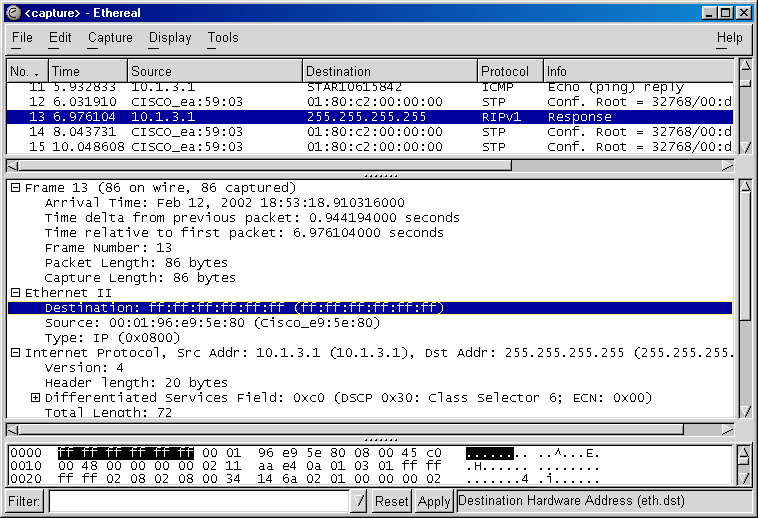 <capture> - Ethereal
File Edit Capture Display Tools Help
No. . Time Source Destination Protocol Info
11 5.932833 10.1.3.1 STAR10615842 ICMP Echo (ping) reply
12 6.031910 CISCO_ea:59:03 01:80:c2:00:00:00 STP Conf. Root = 32768/00:d
13 6.976104 10.1.3.1 255.255.255.255 RIPv1 Response
14 8.043731 CISCO_ea:59:03 01:80:c2:00:00:00 STP Conf. Root = 32768/00:d
15 10.048608 CISCO_ea:59:03 01:80:c2:00:00:00 STP Conf. Root = 32768/00:d
Frame 13 (86 on wire, 86 captured)
Arrival Time: Feb 12, 2002 18:53:18.910316000
Time delta from previous packet: 0.944194000 seconds
Time relative to first packet: 6.976104000 seconds
Frame Number: 13
Packet Length: 86 bytes
Capture Length: 86 bytes
Ethernet II
Destination: ff:ff:ff:ff:ff:ff (ff:ff:ff:ff:ff:ff)
Source: 00:01:96:e9:5e:80 (Cisco_e9:5e:80)
Type: IP (0x0800)
Internet Protocol, Src Addr: 10.1.3.1 (10.1.3.1), Dst Addr: 255.255.255.255 (255.255.255.
Version: 4
Header length: 20 bytes
Differentiated Services Field: 0xc0 (DSCP 0x30: Class Selector 6; ECN: 0x00)
Total Length: 72
0000 ff ff ff ff ff ff 00 01 96 e9 5e 80 08 00 45 c0 ........ ..^...E.
0010 00 48 00 00 00 00 02 11 aa e4 0a 01 03 01 ff ff .H...... ........
0020 ff ff 02 08 02 08 00 34 14 6a 02 01 00 00 00 02 .......4 .j......
Filter: Reset Apply Destination Hardware Address (eth.dst)